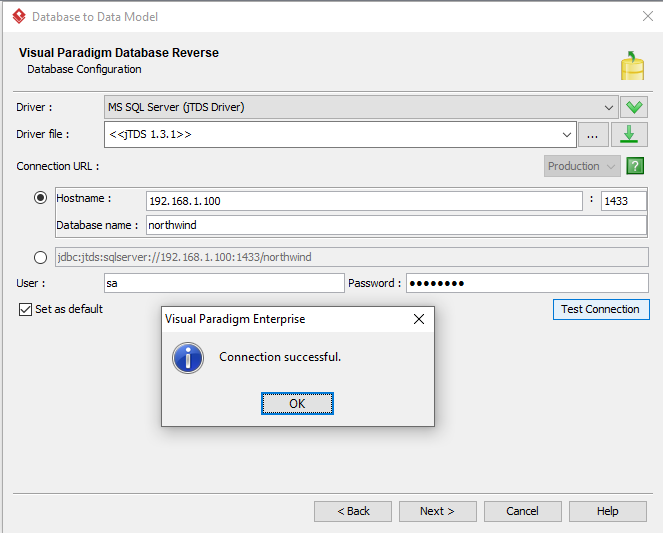 Database to Data Model
Visual Paradigm Database Reverse
Database Configuration
Driver : MS SQL Server (jTDS Driver)
Driver file : <<jTDS 1.3.1>> ...
Connection URL : Production ?
Hostname : 192.168.1.100 : 1433
Database name : northwind
jdbc:jtds:sqlserver://192.168.1.100:1433/northwind
User : sa Password : ●●●●●●●●
Set as default Test Connection
Visual Paradigm Enterprise
Connection successful.
OK
< Back Next > Cancel Help